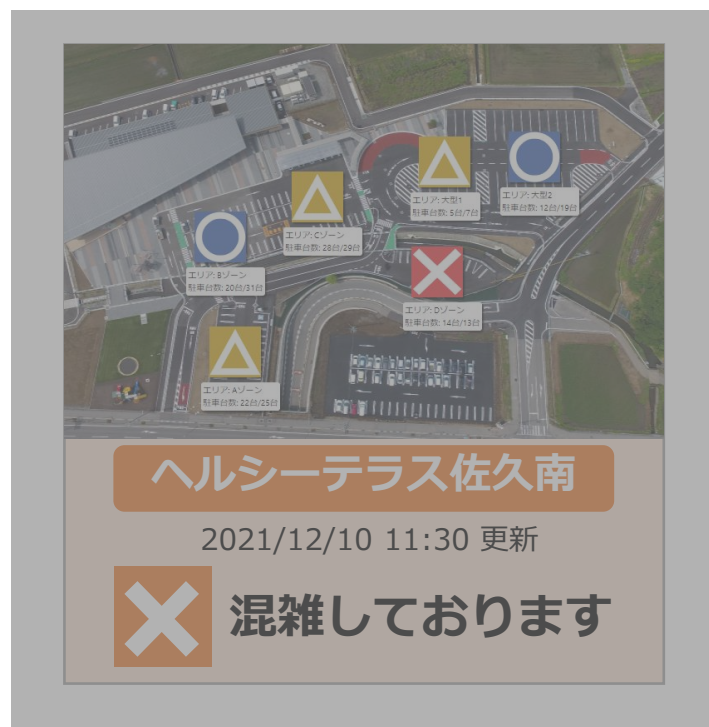 エリア: 大型1
駐車台数: 5台/7台
エリア: 大型2
駐車台数: 12台/19台
エリア: Cゾーン
駐車台数: 28台/29台
エリア: Bゾーン
駐車台数: 20台/31台
エリア: Dゾーン
駐車台数: 14台/13台
エリア: Aゾーン
駐車台数: 22台/25台
ヘルシーテラス佐久南
2021/12/10 11:30 更新
混雑しております